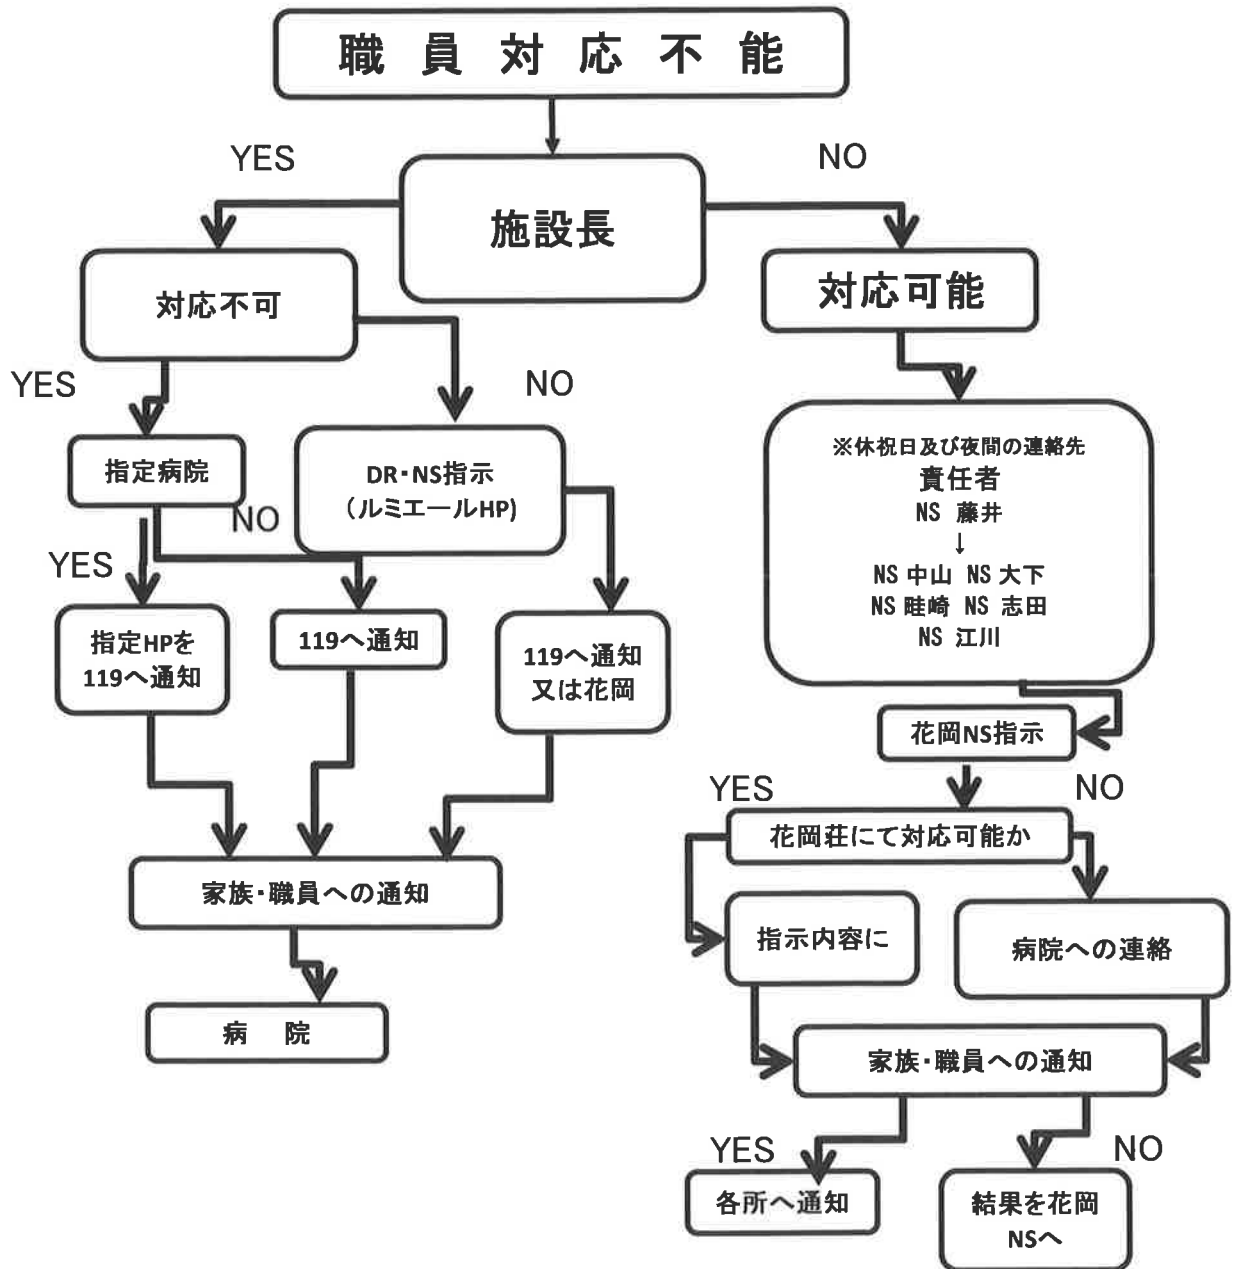 職員対応不能
YES
NO
施設長
対応不可
対応可能
YES
NO
指定病院
DR・NS指示
（ルミエールHP)
※休祝日及び夜間の連絡先
責任者
NS 藤井
↓
NS 中山 NS 大下
NS 畦崎 NS 志田
NS 江川
NO
YES
指定HPを
119へ通知
119へ通知
119へ通知
又は花岡
花岡NS指示
YES
NO
花岡荘にて対応可能か
家族・職員への通知
指示内容に
病院への連絡
病 院
家族・職員への通知
YES
NO
各所へ通知
結果を花岡
NSへ